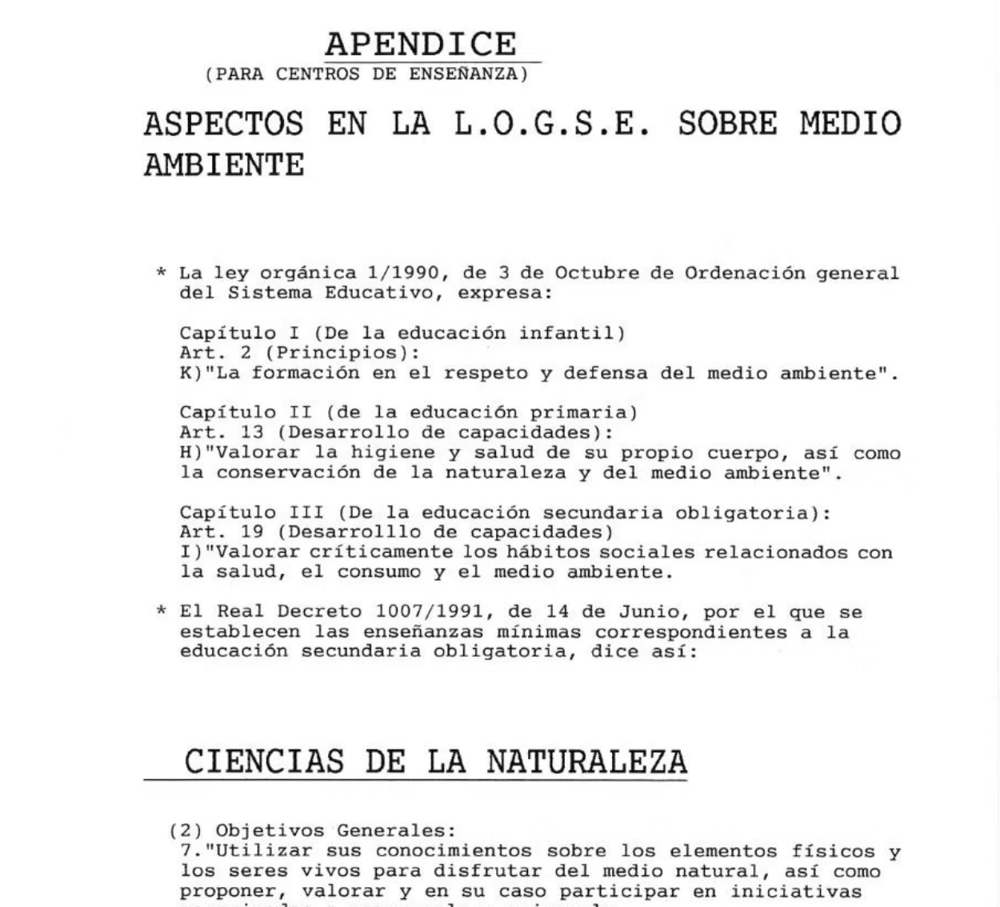 APENDICE
(PARA CENTROS DE ENSEÑANZA)
ASPECTOS EN LA L.O.G.S.E. SOBRE MEDIO
AMBIENTE
* La ley orgánica 1/1990, de 3 de Octubre de Ordenación general
del Sistema Educativo, expresa:
Capítulo I (De la educación infantil)
Art. 2 (Principios):
K)"La formación en el respeto y defensa del medio ambiente".
Capítulo II (de la educación primaria)
Art. 13 (Desarrollo de capacidades):
H)"Valorar la higiene y salud de su propio cuerpo, así como
la conservación de la naturaleza y del medio ambiente".
Capítulo III (De la educación secundaria obligatoria):
Art. 19 (Desarrolllo de capacidades)
I)"Valorar críticamente los hábitos sociales relacionados con
la salud, el consumo y el medio ambiente.
* El Real Decreto 1007/1991, de 14 de Junio, por el que se
establecen las enseñanzas mínimas correspondientes a la
educación secundaria obligatoria, dice así:
CIENCIAS DE LA NATURALEZA
(2) Objetivos Generales:
7."Utilizar sus conocimientos sobre los elementos físicos y
los seres vivos para disfrutar del medio natural, así como
proponer, valorar y en su caso participar en iniciativas